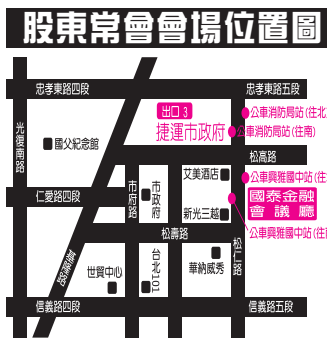 股東常會會場位置圖
忠孝東路四段
忠孝東路五段
出口3
捷運市政府
公車消防局站(往北
公車消防局站(往南)
光復南路
國父紀念館
松高路
艾美酒店
公車興雅國中站(往
市府路
市政府
仁愛路四段
國泰金融
會議廳
新光三越
松壽路
公車興雅國中站(往南
松仁路
基隆路
世貿中心
台北101
華納威秀
信義路四段
信義路五段